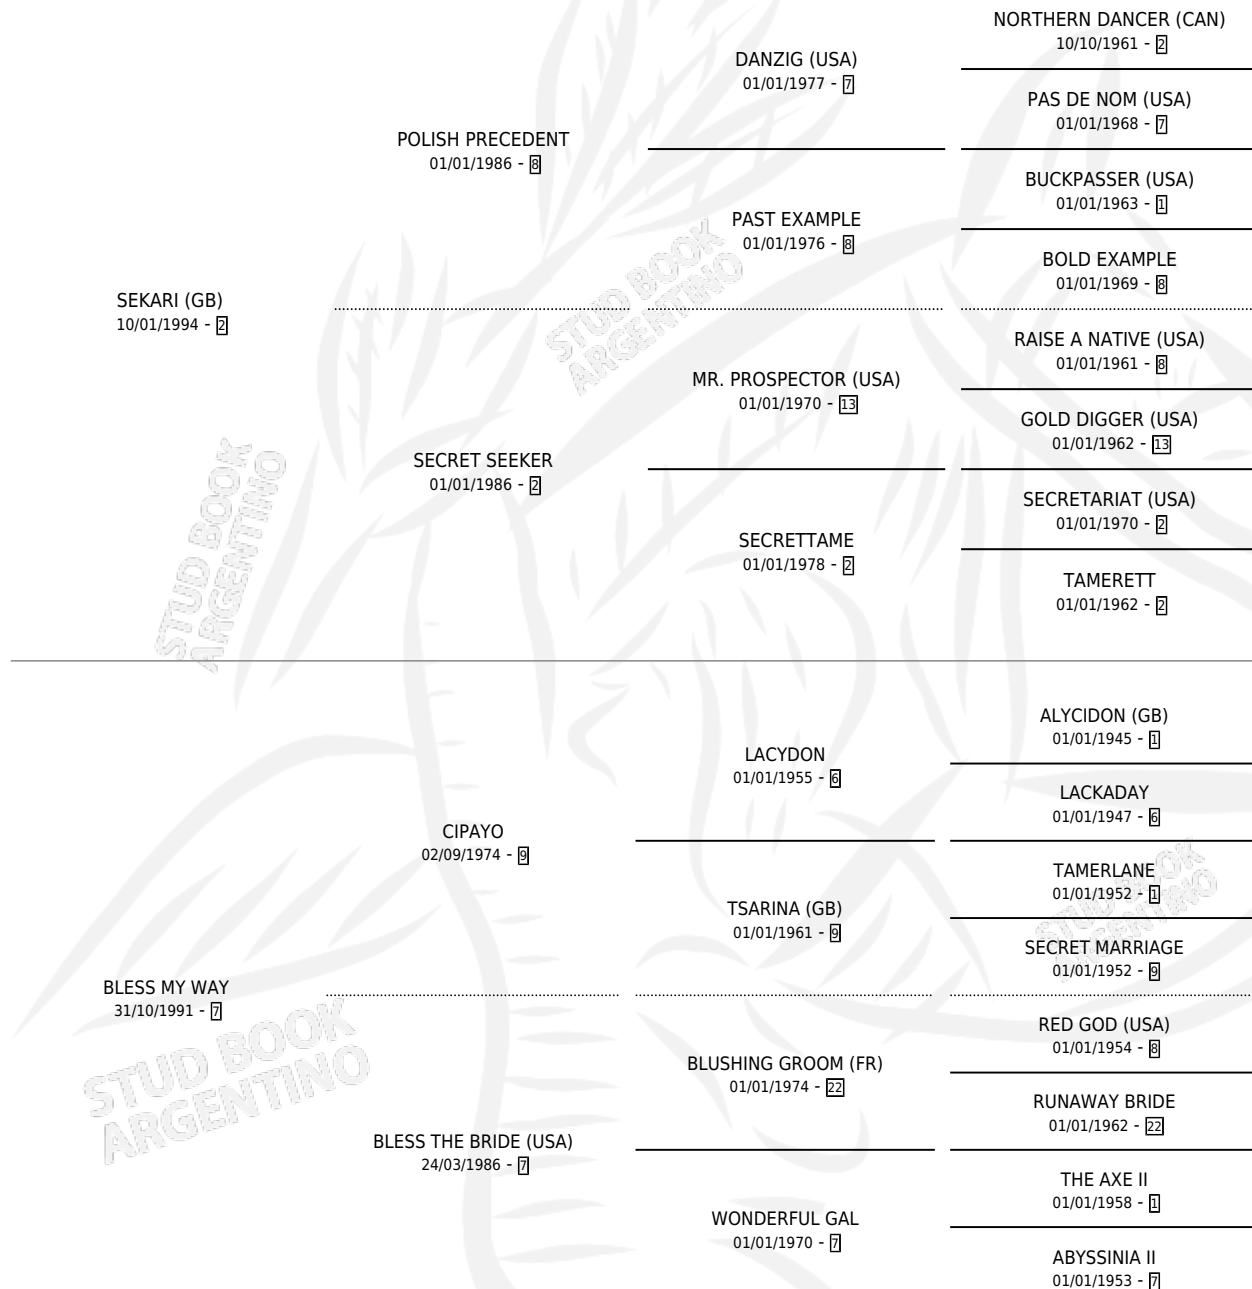 NORTHERN DANCER (CAN)
10/10/1961 - 2
DANZIG (USA)
01/01/1977 - 7
PAS DE NOM (USA)
01/01/1968 - 7
POLISH PRECEDENT
01/01/1986 - 8
BUCKPASSER (USA)
01/01/1963 - 1
PAST EXAMPLE
01/01/1976 - 8
BOLD EXAMPLE
01/01/1969 - 8
SEKARI (GB)
10/01/1994 - 2
STUD BOOK
ARGENTINO
RAISE A NATIVE (USA)
01/01/1961 - 8
MR. PROSPECTOR (USA)
01/01/1970 - 13
GOLD DIGGER (USA)
01/01/1962 - 13
SECRET SEEKER
01/01/1986 - 2
SECRETARIAT (USA)
01/01/1970 - 2
SECRETTAME
01/01/1978 - 2
TAMERETT
01/01/1962 - 2
STUD BOOK
ARGENTINO
ALYCIDON (GB)
01/01/1945 - 1
LACYDON
01/01/1955 - 6
LACKADAY
01/01/1947 - 6
CIPAYO
02/09/1974 - 9
TAMERLANE
01/01/1952 - 1
TSARINA (GB)
01/01/1961 - 9
SECRET MARRIAGE
01/01/1952 - 9
STUD BOOK
ARGENTINO
BLESS MY WAY
31/10/1991 - 7
RED GOD (USA)
01/01/1954 - 8
BLUSHING GROOM (FR)
01/01/1974 - 22
RUNAWAY BRIDE
01/01/1962 - 22
STUD BOOK
ARGENTINO
BLESS THE BRIDE (USA)
24/03/1986 - 7
THE AXE II
01/01/1958 - 1
WONDERFUL GAL
01/01/1970 - 7
ABYSSINIA II
01/01/1953 - 7